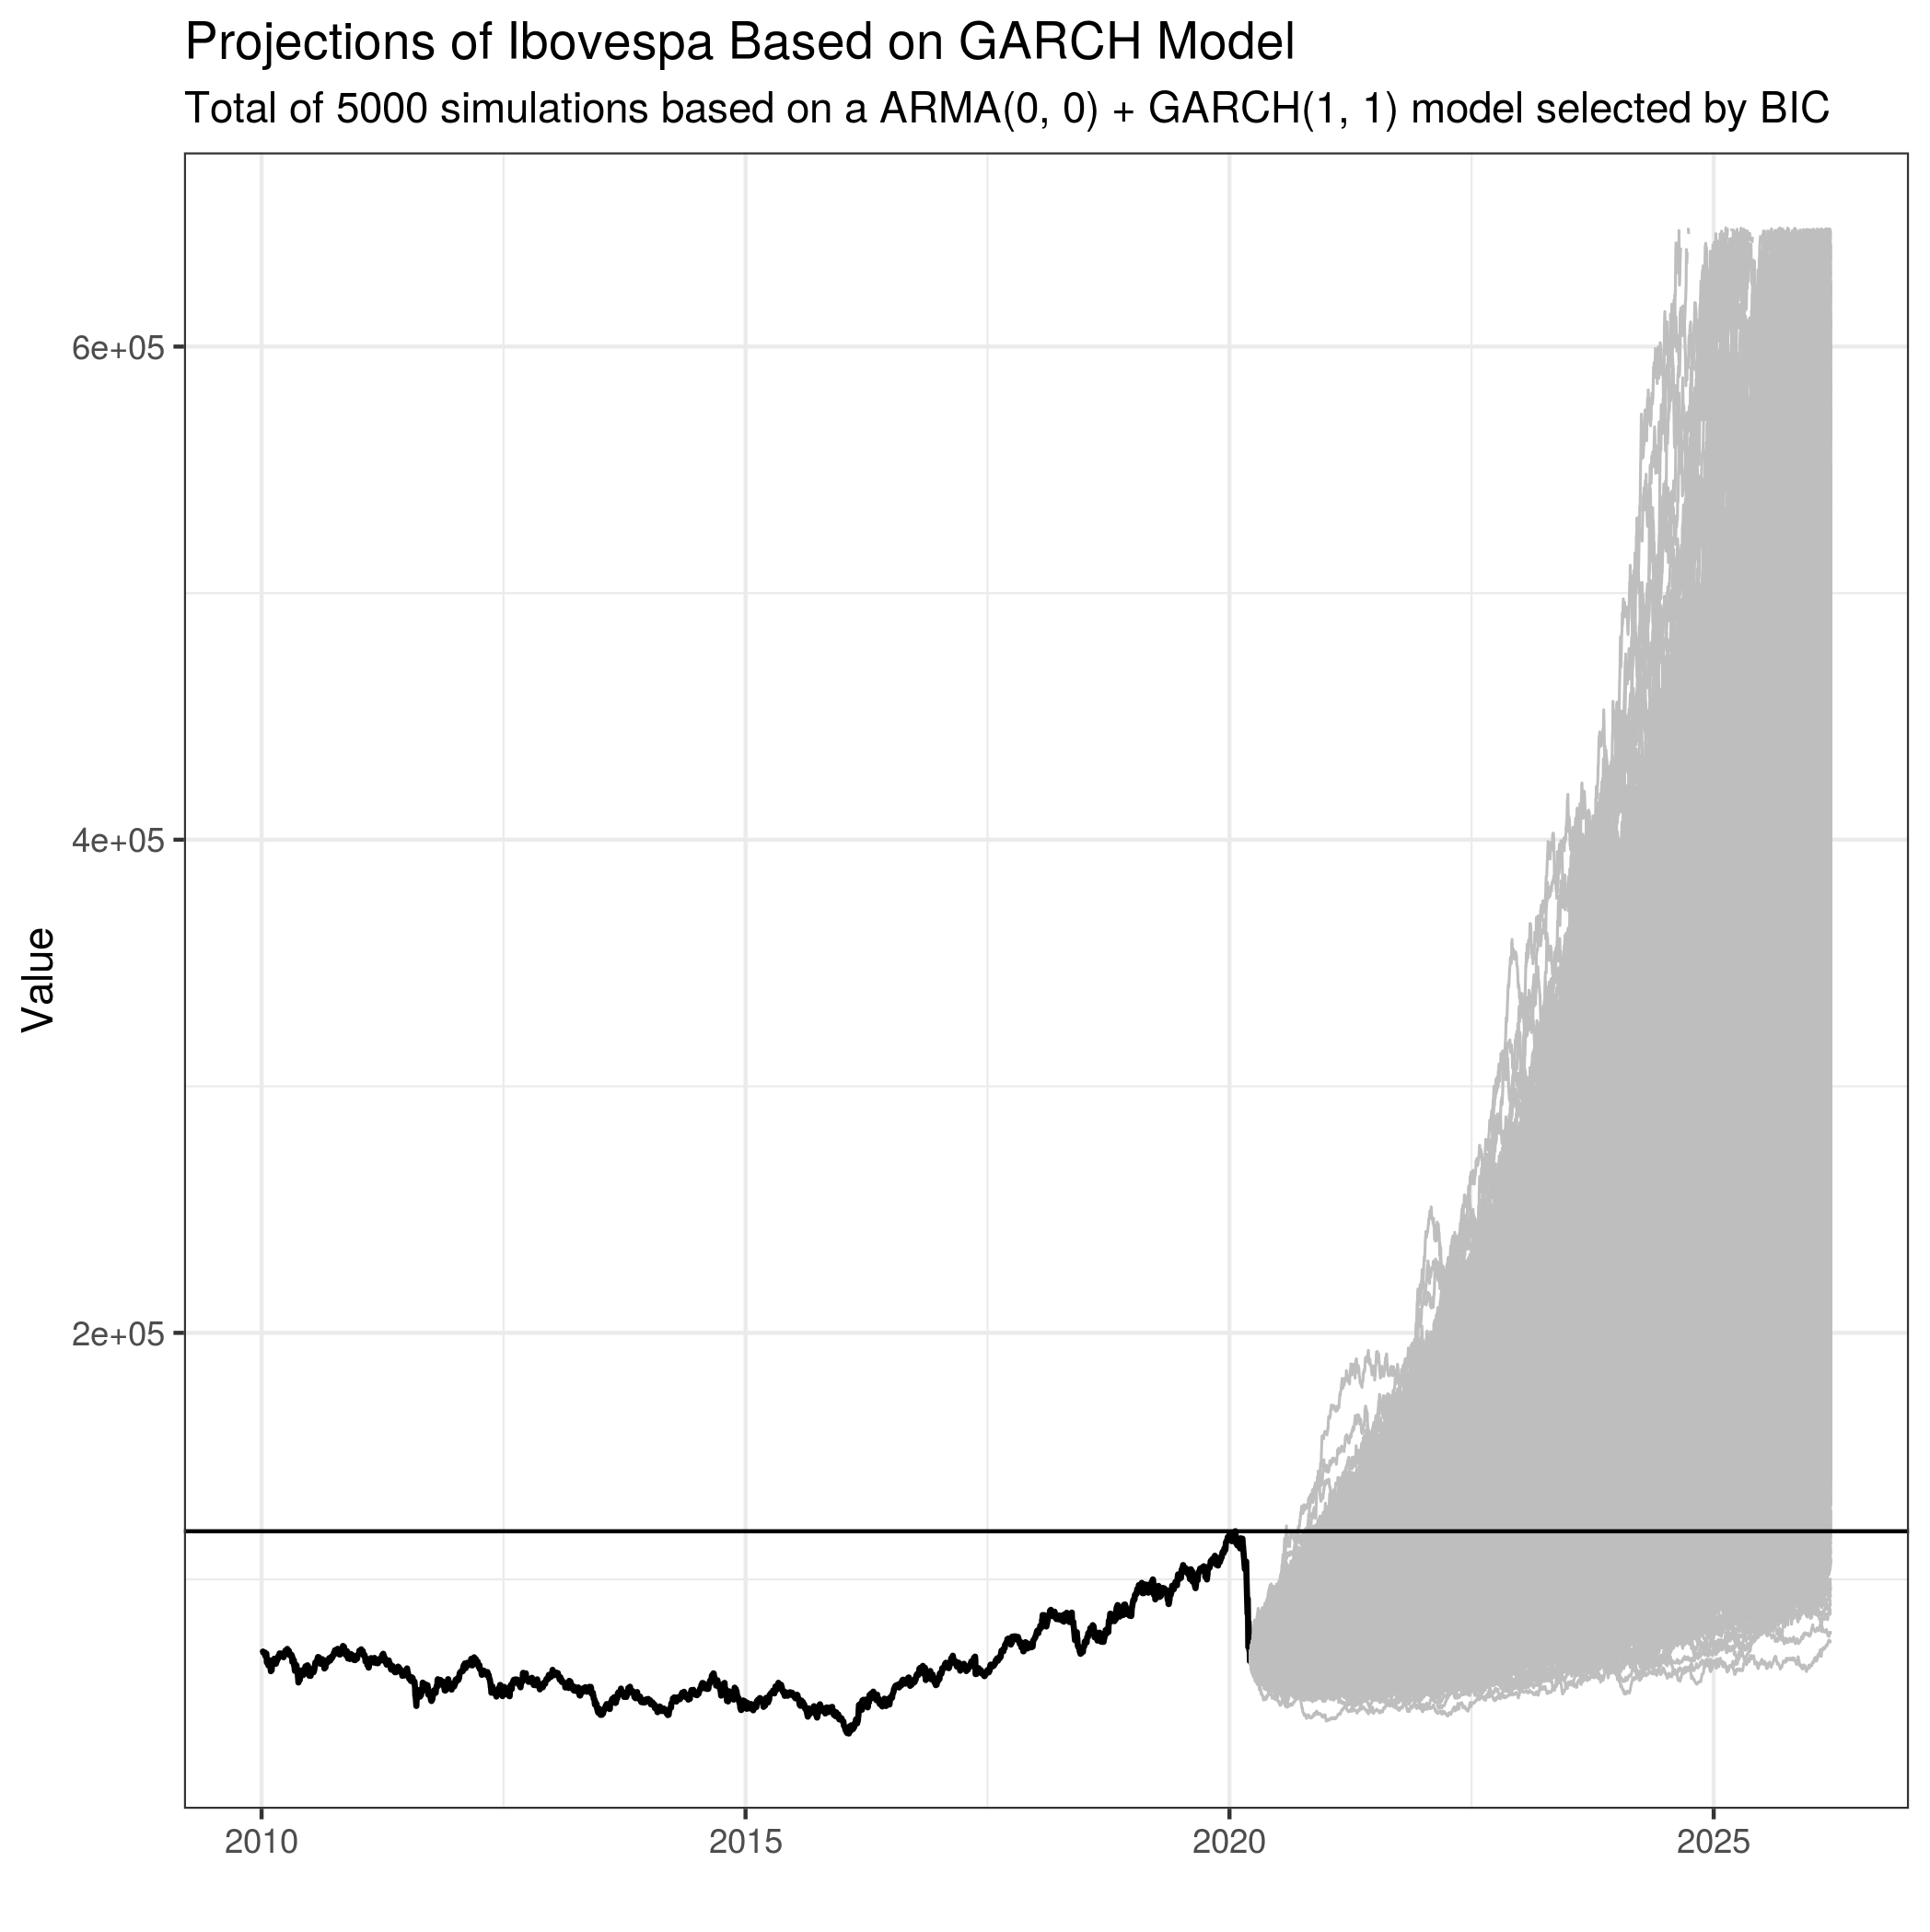 Projections of Ibovespa Based on GARCH Model
Total of 5000 simulations based on a ARMA(0, 0) + GARCH(1, 1) model selected by BIC
6e+05
4e+05
2e+05
Value
2010
2015
2020
2025